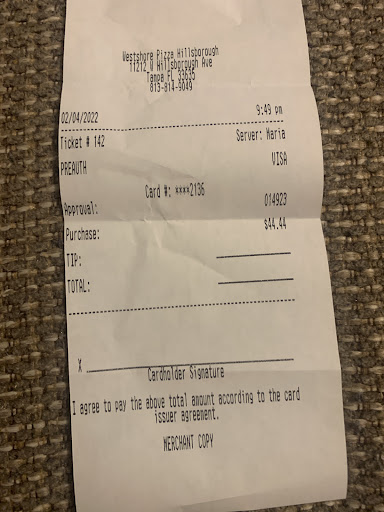 Westshore Pizza Hillsborough
11212 W Hillsborough Ave
Tampa FL 33635
813-814-9049
02/04/2022 9:49 pm
Ticket # 142 Server: Maria
PREAUTH VISA
Card #: ****2136
Approval: 014923
Purchase: $44.44
TIP:
TOTAL:
X
Cardholder Signature
I agree to pay the above total amount according to the card
issuer agreement.
MERCHANT COPY